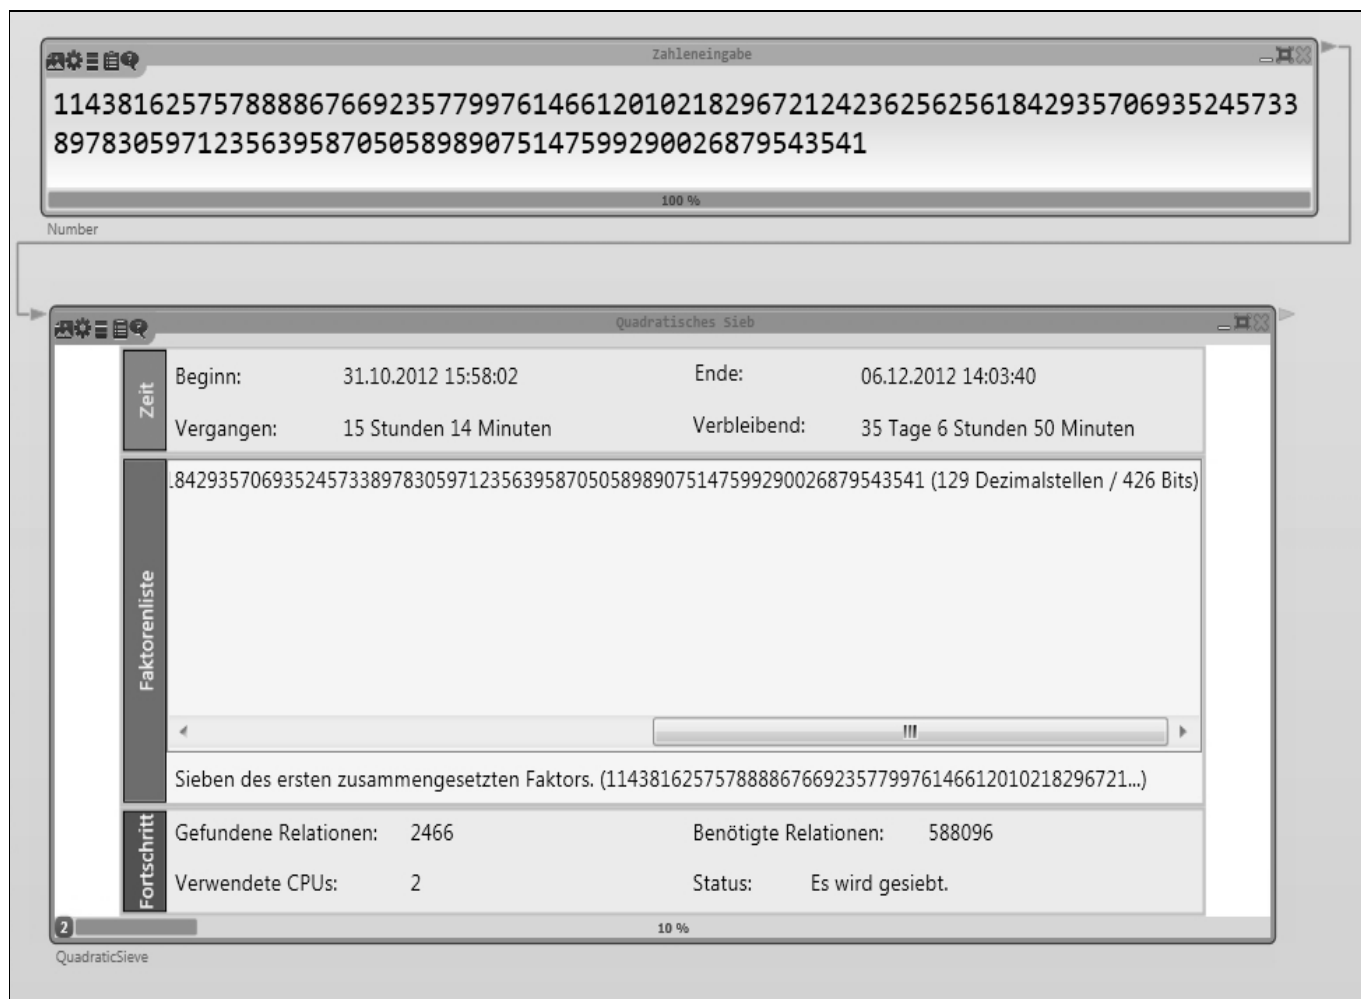 Zahleneingabe
114381625757888867669235779976146612010218296721242362562561842935706935245733
897830597123563958705058989075147599290026879543541
100 %
Number
Quadratisches Sieb
Zeit
Beginn: 31.10.2012 15:58:02 Ende: 06.12.2012 14:03:40
Vergangen: 15 Stunden 14 Minuten Verbleibend: 35 Tage 6 Stunden 50 Minuten
Faktorenliste
.842935706935245733897830597123563958705058989075147599290026879543541 (129 Dezimalstellen / 426 Bits)
Sieben des ersten zusammengesetzten Faktors. (114381625757888867669235779976146612010218296721...)
Fortschritt
Gefundene Relationen: 2466 Benötigte Relationen: 588096
Verwendete CPUs: 2 Status: Es wird gesiebt.
2
10 %
QuadraticSieve